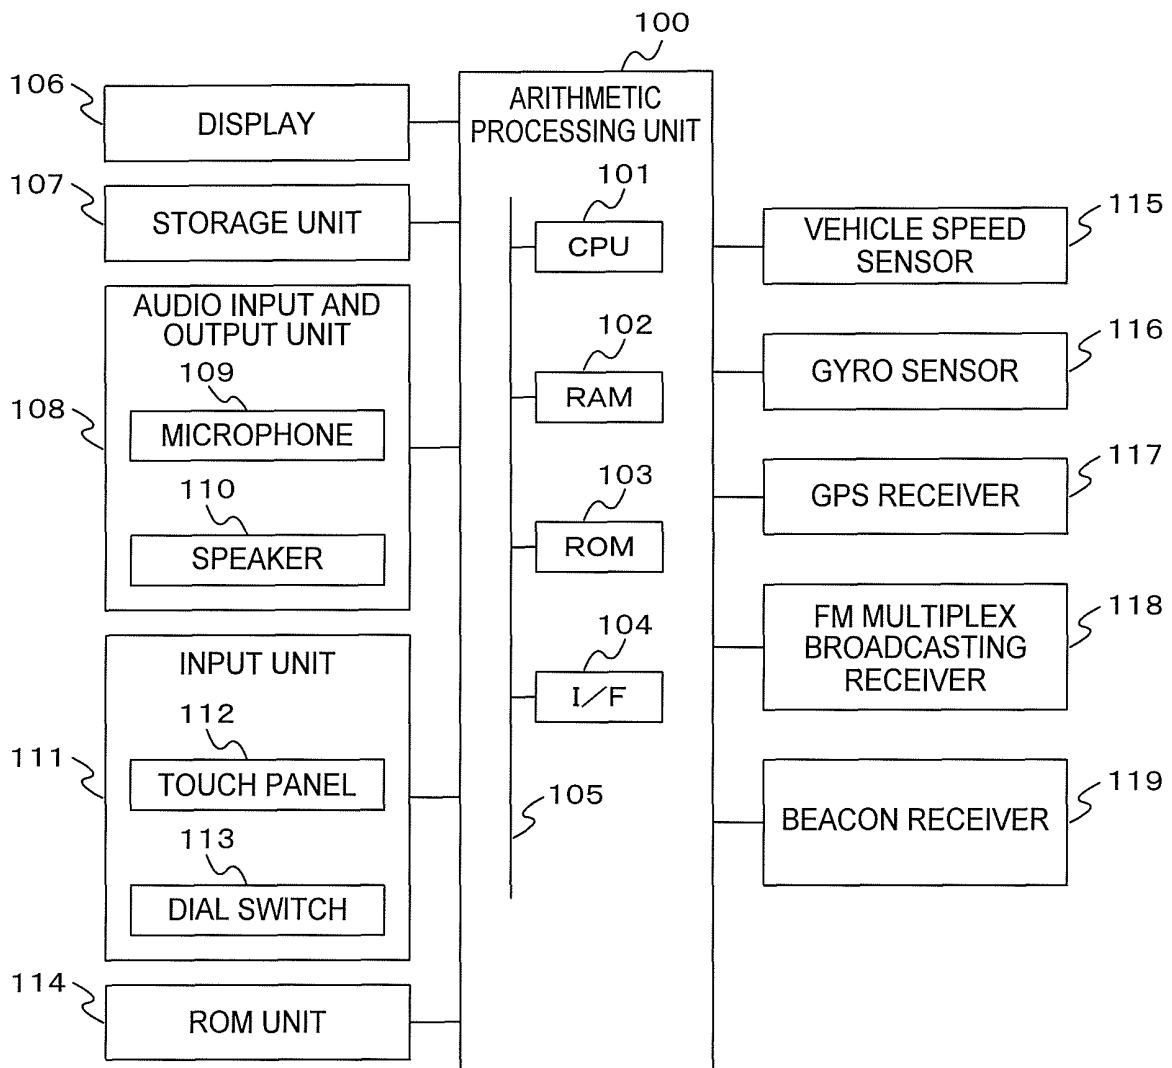 100
ARITHMETIC
PROCESSING UNIT
101
CPU
102
RAM
103
ROM
104
I/F
105
106
DISPLAY
107
STORAGE UNIT
108
AUDIO INPUT AND
OUTPUT UNIT
109
MICROPHONE
110
SPEAKER
111
INPUT UNIT
112
TOUCH PANEL
113
DIAL SWITCH
114
ROM UNIT
115
VEHICLE SPEED
SENSOR
116
GYRO SENSOR
117
GPS RECEIVER
118
FM MULTIPLEX
BROADCASTING
RECEIVER
119
BEACON RECEIVER